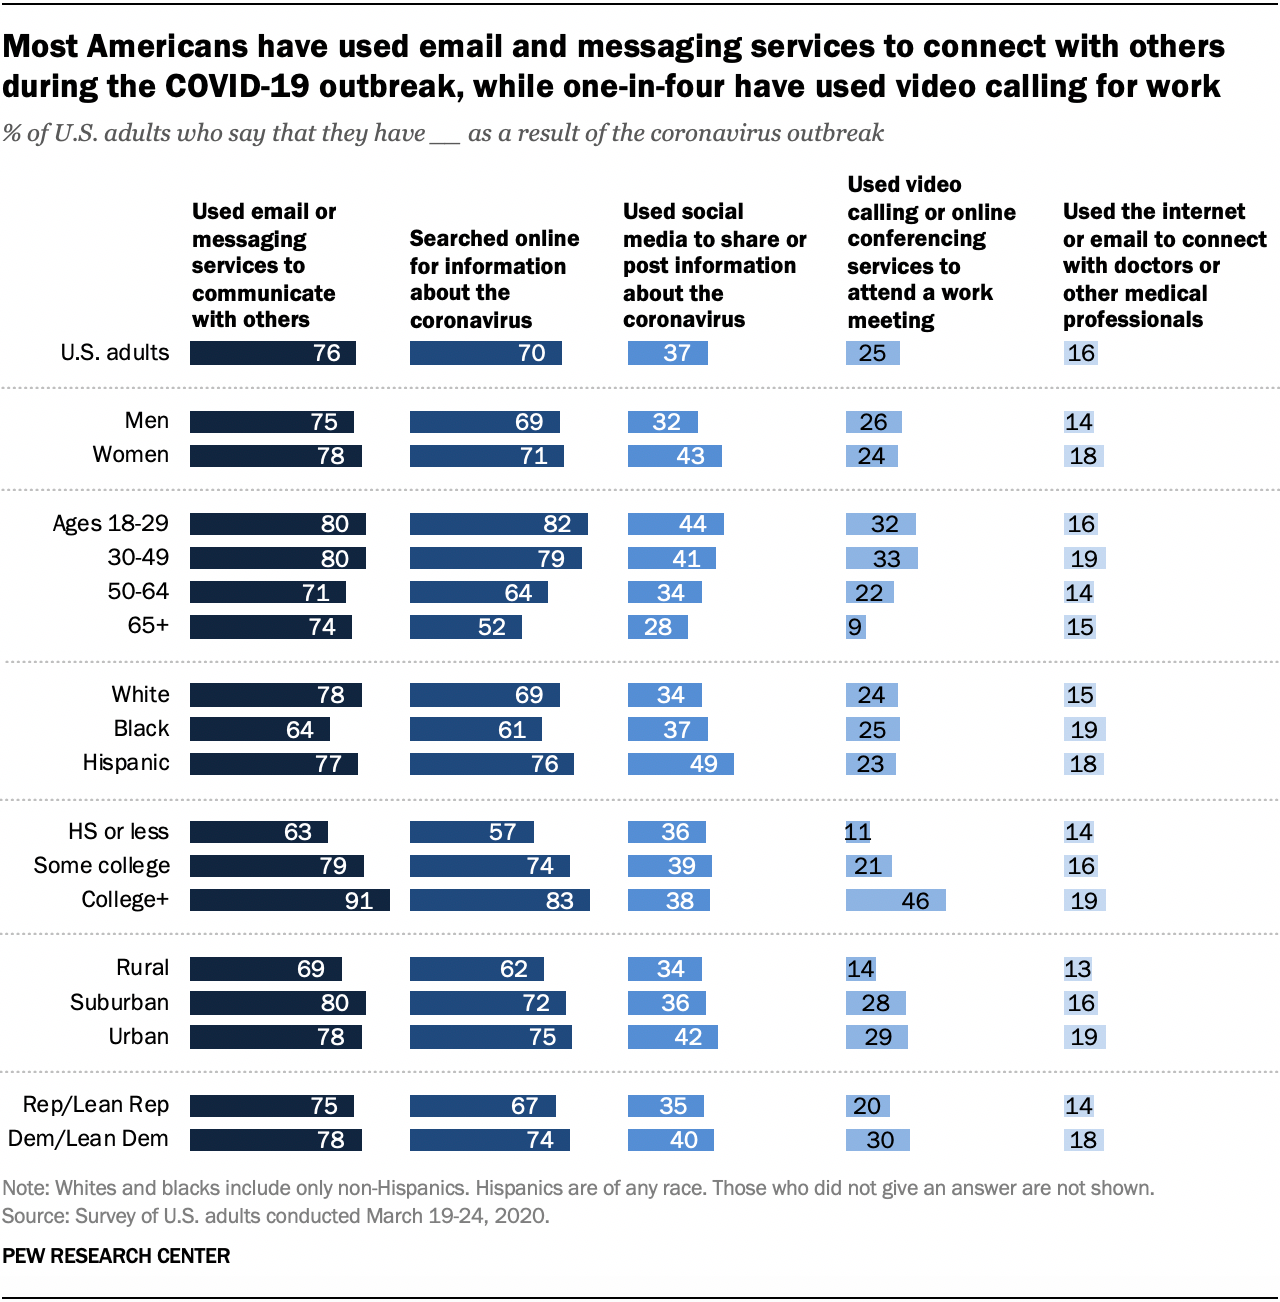 Most Americans have used email and messaging services to connect with others
during the COVID-19 outbreak, while one-in-four have used video calling for work
% of U.S. adults who say that they have __ as a result of the coronavirus outbreak
Used email or
messaging
services to
communicate
with others
Searched online
for information
about the
coronavirus
Used social
media to share or
post information
about the
coronavirus
Used video
calling or online
conferencing
services to
attend a work
meeting
Used the internet
or email to connect
with doctors or
other medical
professionals
U.S. adults 76 70 37 25 16
Men 75 69 32 26 14
Women 78 71 43 24 18
Ages 18-29 80 82 44 32 16
30-49 80 79 41 33 19
50-64 71 64 34 22 14
65+ 74 52 28 9 15
White 78 69 34 24 15
Black 64 61 37 25 19
Hispanic 77 76 49 23 18
HS or less 63 57 36 11 14
Some college 79 74 39 21 16
College+ 91 83 38 46 19
Rural 69 62 34 14 13
Suburban 80 72 36 28 16
Urban 78 75 42 29 19
Rep/Lean Rep 75 67 35 20 14
Dem/Lean Dem 78 74 40 30 18
Note: Whites and blacks include only non-Hispanics. Hispanics are of any race. Those who did not give an answer are not shown.
Source: Survey of U.S. adults conducted March 19-24, 2020.
PEW RESEARCH CENTER